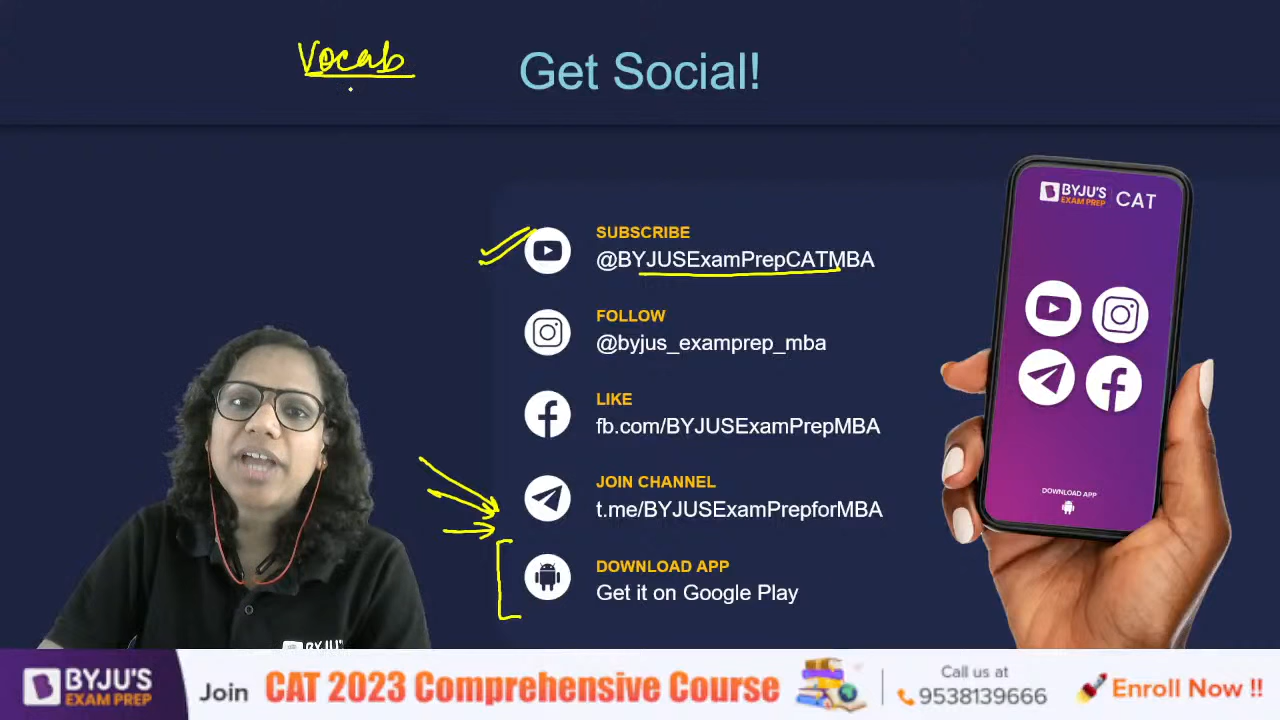 Vocab
Get Social!
SUBSCRIBE
@BYJUSExamPrepCATMBA
FOLLOW
@byjus_examprep_mba
LIKE
fb.com/BYJUSExamPrepMBA
JOIN CHANNEL
t.me/BYJUSExamPrepforMBA
DOWNLOAD APP
Get it on Google Play
BYJU'S
EXAM PREP
CAT
DOWNLOAD APP
BYJU'S
EXAM PREP
Join CAT 2023 Comprehensive Course
Call us at
9538139666
Enroll Now !!